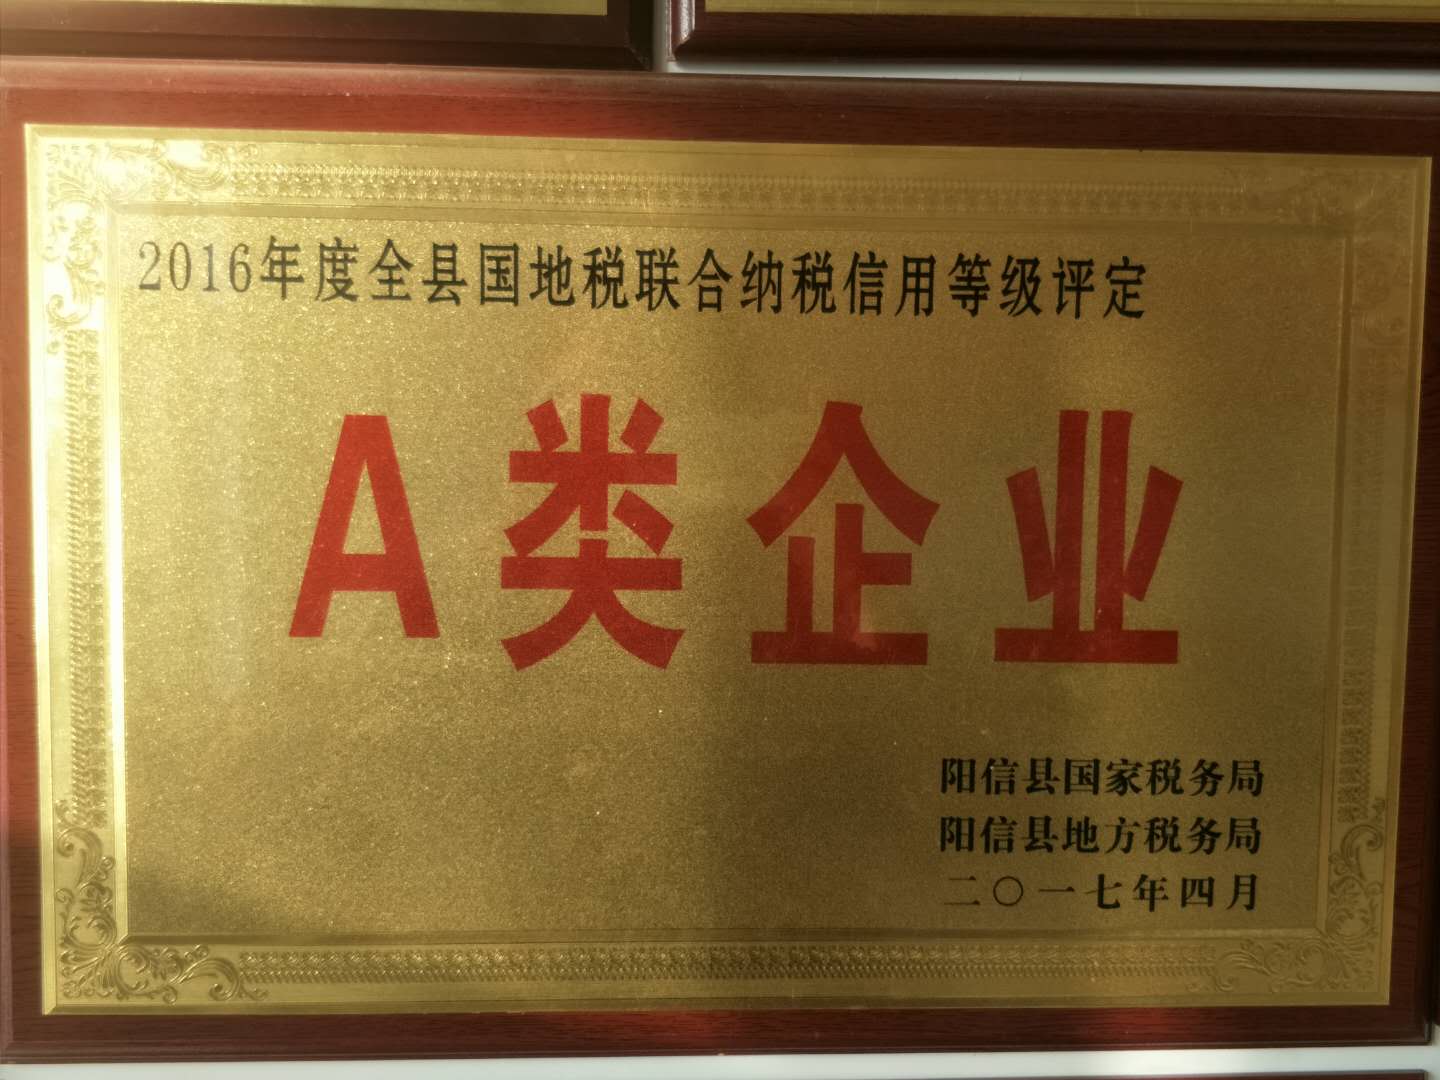 2016年度全县国地税联合纳税信用等级评定
A类企业
阳信县国家税务局
阳信县地方税务局
二〇一七年四月